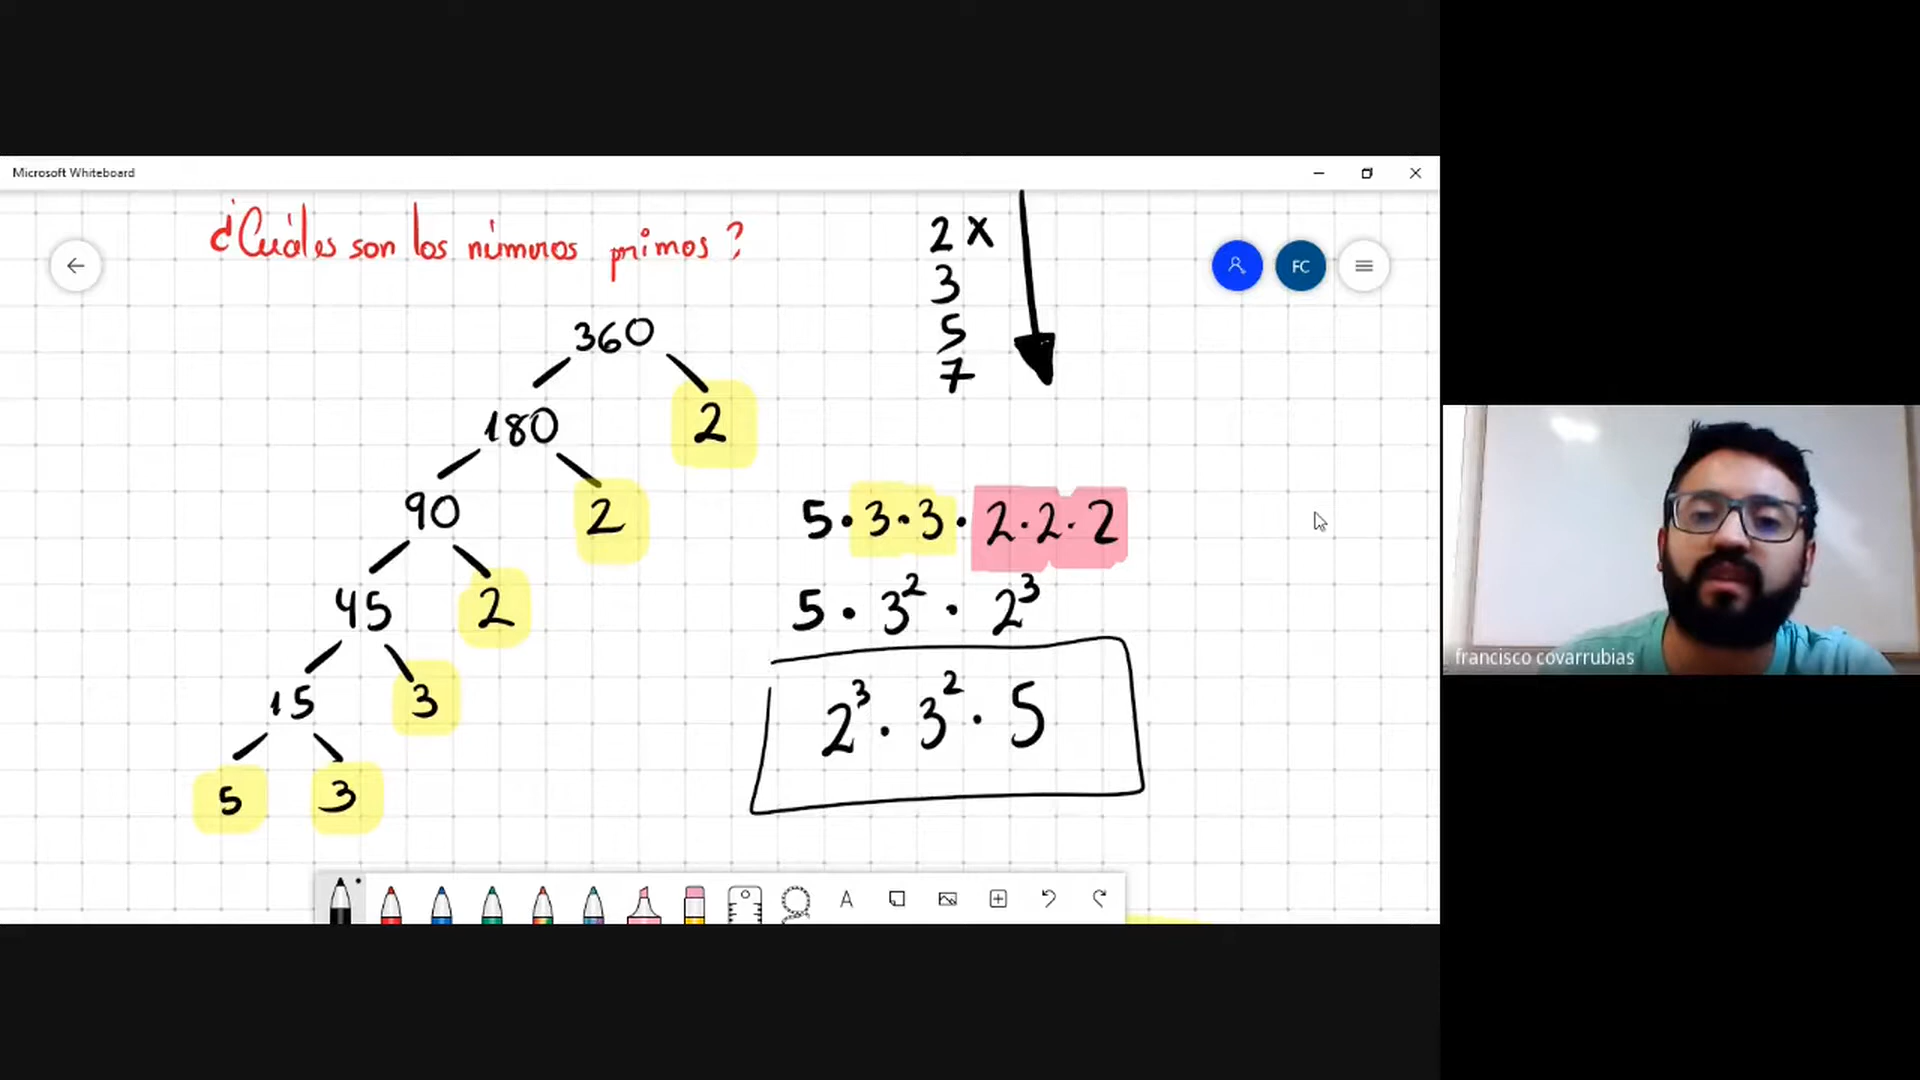 Microsoft Whiteboard
¿Cuáles son los números primos?
2 x
3
5
7
FC
360
180 2
90 2
45 2
15 3
5 3
5 · 3 · 3 · 2 · 2 · 2
5 · 3² · 2³
2³ · 3² · 5
francisco covarrubias
A